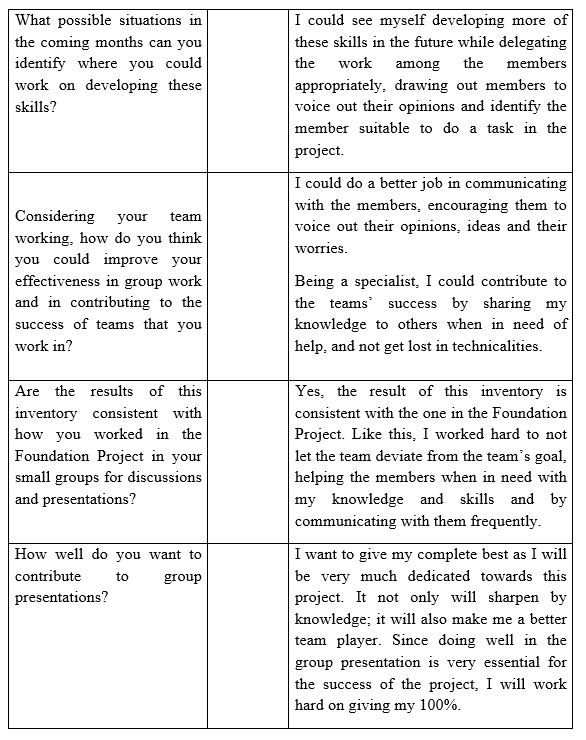 What possible situations in
the coming months can you
identify where you could
work on developing these
skills?
I could see myself developing more of
these skills in the future while delegating
the work among the members
appropriately, drawing out members to
voice out their opinions and identify the
member suitable to do a task in the
project.
Considering your team
working, how do you think
you could improve your
effectiveness in group work
and in contributing to the
success of teams that you
work in?
I could do a better job in communicating
with the members, encouraging them to
voice out their opinions, ideas and their
worries.
Being a specialist, I could contribute to
the teams’ success by sharing my
knowledge to others when in need of
help, and not get lost in technicalities.
Are the results of this
inventory consistent with
how you worked in the
Foundation Project in your
small groups for discussions
and presentations?
Yes, the result of this inventory is
consistent with the one in the Foundation
Project. Like this, I worked hard to not
let the team deviate from the team’s goal,
helping the members when in need with
my knowledge and skills and by
communicating with them frequently.
How well do you want to
contribute to group
presentations?
I want to give my complete best as I will
be very much dedicated towards this
project. It not only will sharpen by
knowledge; it will also make me a better
team player. Since doing well in the
group presentation is very essential for
the success of the project, I will work
hard on giving my 100%.